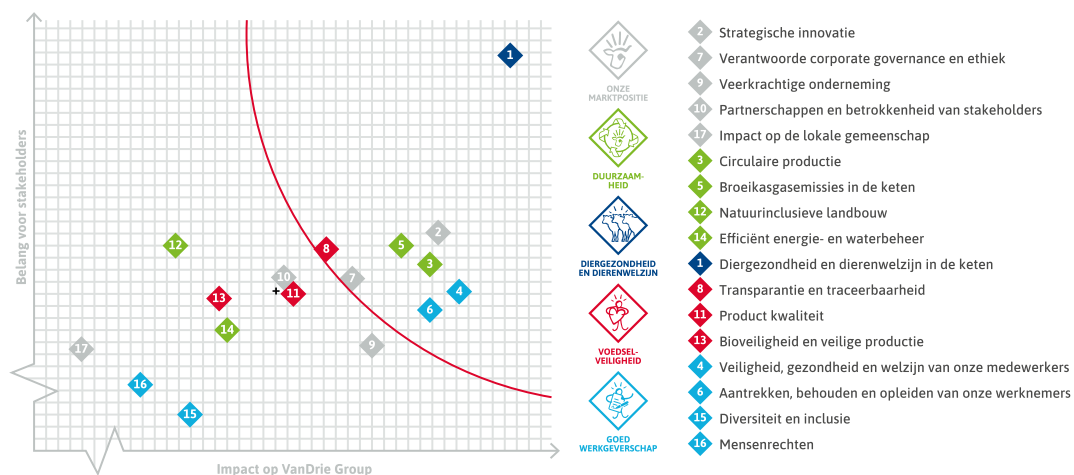 Belang voor stakeholders
1
2
12
8
5
3
10
7
+
11
13
4
6
14
17
9
16
15
Impact op VanDrie Group
ONZE
MARKTPOSITIE
DUURZAAM-
HEID
DIERGEZONDHEID
EN DIERENWELZIJN
VOEDSEL-
VEILIGHEID
GOED
WERKGEVERSCHAP
2 Strategische innovatie
7 Verantwoorde corporate governance en ethiek
9 Veerkrachtige onderneming
10 Partnerschappen en betrokkenheid van stakeholders
17 Impact op de lokale gemeenschap
3 Circulaire productie
5 Broeikasgasemissies in de keten
12 Natuurinclusieve landbouw
14 Efficiënt energie- en waterbeheer
1 Diergezondheid en dierenwelzijn in de keten
8 Transparantie en traceerbaarheid
11 Product kwaliteit
13 Bioveiligheid en veilige productie
4 Veiligheid, gezondheid en welzijn van onze medewerkers
6 Aantrekken, behouden en opleiden van onze werknemers
15 Diversiteit en inclusie
16 Mensenrechten